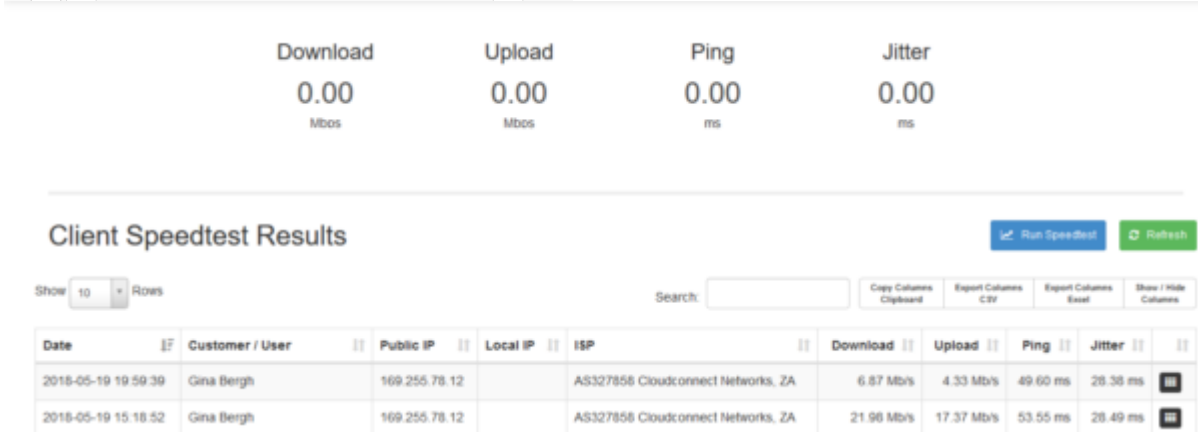 Download Upload Ping Jitter
0.00 0.00 0.00 0.00
Mbps Mbps ms ms
Client Speedtest Results
Run Speedtest Refresh
Show 10 Rows Search: Copy Columns Clipboard Export Columns CSV Export Columns Excel Show / Hide Columns
Date Customer / User Public IP Local IP ISP Download Upload Ping Jitter
2018-05-19 19:59:39 Gina Bergh 169.255.78.12 AS327858 Cloudconnect Networks, ZA 6.87 Mb/s 4.33 Mb/s 49.60 ms 28.38 ms
2018-05-19 15:18:52 Gina Bergh 169.255.78.12 AS327858 Cloudconnect Networks, ZA 21.98 Mb/s 17.37 Mb/s 53.55 ms 28.49 ms